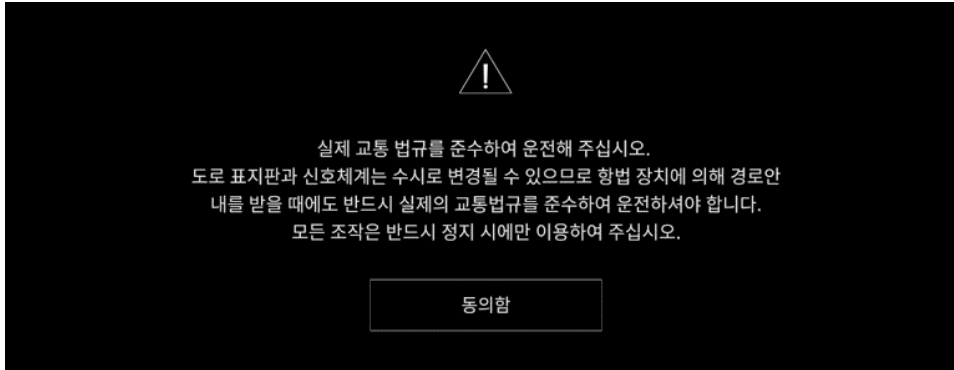 실제 교통 법규를 준수하여 운전해 주십시오.
도로 표지판과 신호체계는 수시로 변경될 수 있으므로 항법 장치에 의해 경로안
내를 받을 때에도 반드시 실제의 교통법규를 준수하여 운전하셔야 합니다.
모든 조작은 반드시 정지 시에만 이용하여 주십시오.
동의함